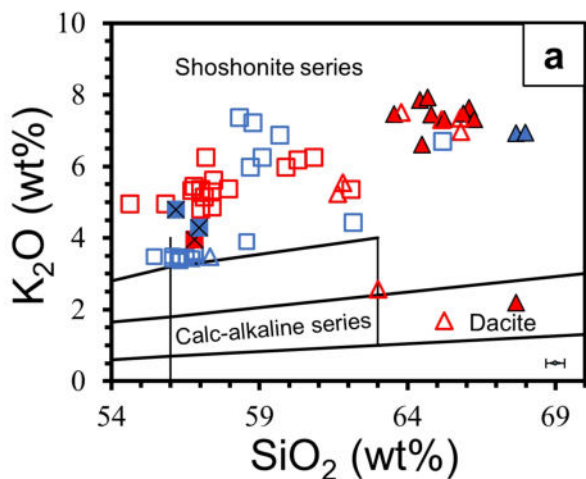 10
a
Shoshonite series
8
6
K₂O (wt%)
4
2
Calc-alkaline series
Dacite
0
54
59
64
69
SiO₂ (wt%)